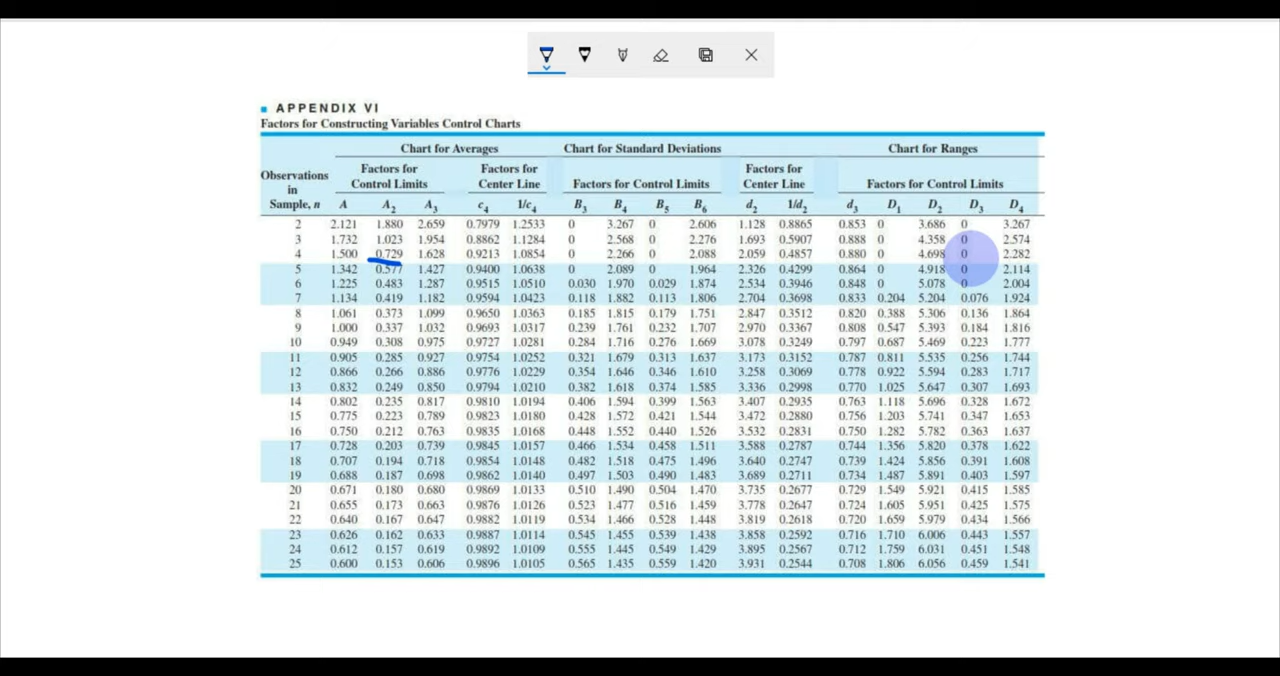 APPENDIX VI
Factors for Constructing Variables Control Charts
Chart for Averages Chart for Standard Deviations Chart for Ranges
Observations in Sample, n Factors for Control Limits Factors for Center Line Factors for Control Limits Factors for Center Line Factors for Control Limits
A A2 A3 c4 1/c4 B3 B4 B5 B6 d2 1/d2 d3 D1 D2 D3 D4
2 2.121 1.880 2.659 0.7979 1.2533 0 3.267 0 2.606 1.128 0.8865 0.853 0 3.686 0 3.267
3 1.732 1.023 1.954 0.8862 1.1284 0 2.568 0 2.276 1.693 0.5907 0.888 0 4.358 0 2.574
4 1.500 0.729 1.628 0.9213 1.0854 0 2.266 0 2.088 2.059 0.4857 0.880 0 4.698 0 2.282
5 1.342 0.577 1.427 0.9400 1.0638 0 2.089 0 1.964 2.326 0.4299 0.864 0 4.918 0 2.114
6 1.225 0.483 1.287 0.9515 1.0510 0.030 1.970 0.029 1.874 2.534 0.3946 0.848 0 5.078 0 2.004
7 1.134 0.419 1.182 0.9594 1.0423 0.118 1.882 0.113 1.806 2.704 0.3698 0.833 0.204 5.204 0.076 1.924
8 1.061 0.373 1.099 0.9650 1.0363 0.185 1.815 0.179 1.751 2.847 0.3512 0.820 0.388 5.306 0.136 1.864
9 1.000 0.337 1.032 0.9693 1.0317 0.239 1.761 0.232 1.707 2.970 0.3367 0.808 0.547 5.393 0.184 1.816
10 0.949 0.308 0.975 0.9727 1.0281 0.284 1.716 0.276 1.669 3.078 0.3249 0.797 0.687 5.469 0.223 1.777
11 0.905 0.285 0.927 0.9754 1.0252 0.321 1.679 0.313 1.637 3.173 0.3152 0.787 0.811 5.535 0.256 1.744
12 0.866 0.266 0.886 0.9776 1.0229 0.354 1.646 0.346 1.610 3.258 0.3069 0.778 0.922 5.594 0.283 1.717
13 0.832 0.249 0.850 0.9794 1.0210 0.382 1.618 0.374 1.585 3.336 0.2998 0.770 1.025 5.647 0.307 1.693
14 0.802 0.235 0.817 0.9810 1.0194 0.406 1.594 0.399 1.563 3.407 0.2935 0.763 1.118 5.696 0.328 1.672
15 0.775 0.223 0.789 0.9823 1.0180 0.428 1.572 0.421 1.544 3.472 0.2880 0.756 1.203 5.741 0.347 1.653
16 0.750 0.212 0.763 0.9835 1.0168 0.448 1.552 0.440 1.526 3.532 0.2831 0.750 1.282 5.782 0.363 1.637
17 0.728 0.203 0.739 0.9845 1.0157 0.466 1.534 0.458 1.511 3.588 0.2787 0.744 1.356 5.820 0.378 1.622
18 0.707 0.194 0.718 0.9854 1.0148 0.482 1.518 0.475 1.496 3.640 0.2747 0.739 1.424 5.856 0.391 1.608
19 0.688 0.187 0.698 0.9862 1.0140 0.497 1.503 0.490 1.483 3.689 0.2711 0.734 1.487 5.891 0.403 1.597
20 0.671 0.180 0.680 0.9869 1.0133 0.510 1.490 0.504 1.470 3.735 0.2677 0.729 1.549 5.921 0.415 1.585
21 0.655 0.173 0.663 0.9876 1.0126 0.523 1.477 0.516 1.459 3.778 0.2647 0.724 1.605 5.951 0.425 1.575
22 0.640 0.167 0.647 0.9882 1.0119 0.534 1.466 0.528 1.448 3.819 0.2618 0.720 1.659 5.979 0.434 1.566
23 0.626 0.162 0.633 0.9887 1.0114 0.545 1.455 0.539 1.438 3.858 0.2592 0.716 1.710 6.006 0.443 1.557
24 0.612 0.157 0.619 0.9892 1.0109 0.555 1.445 0.549 1.429 3.895 0.2567 0.712 1.759 6.031 0.451 1.548
25 0.600 0.153 0.606 0.9896 1.0105 0.565 1.435 0.559 1.420 3.931 0.2544 0.708 1.806 6.056 0.459 1.541